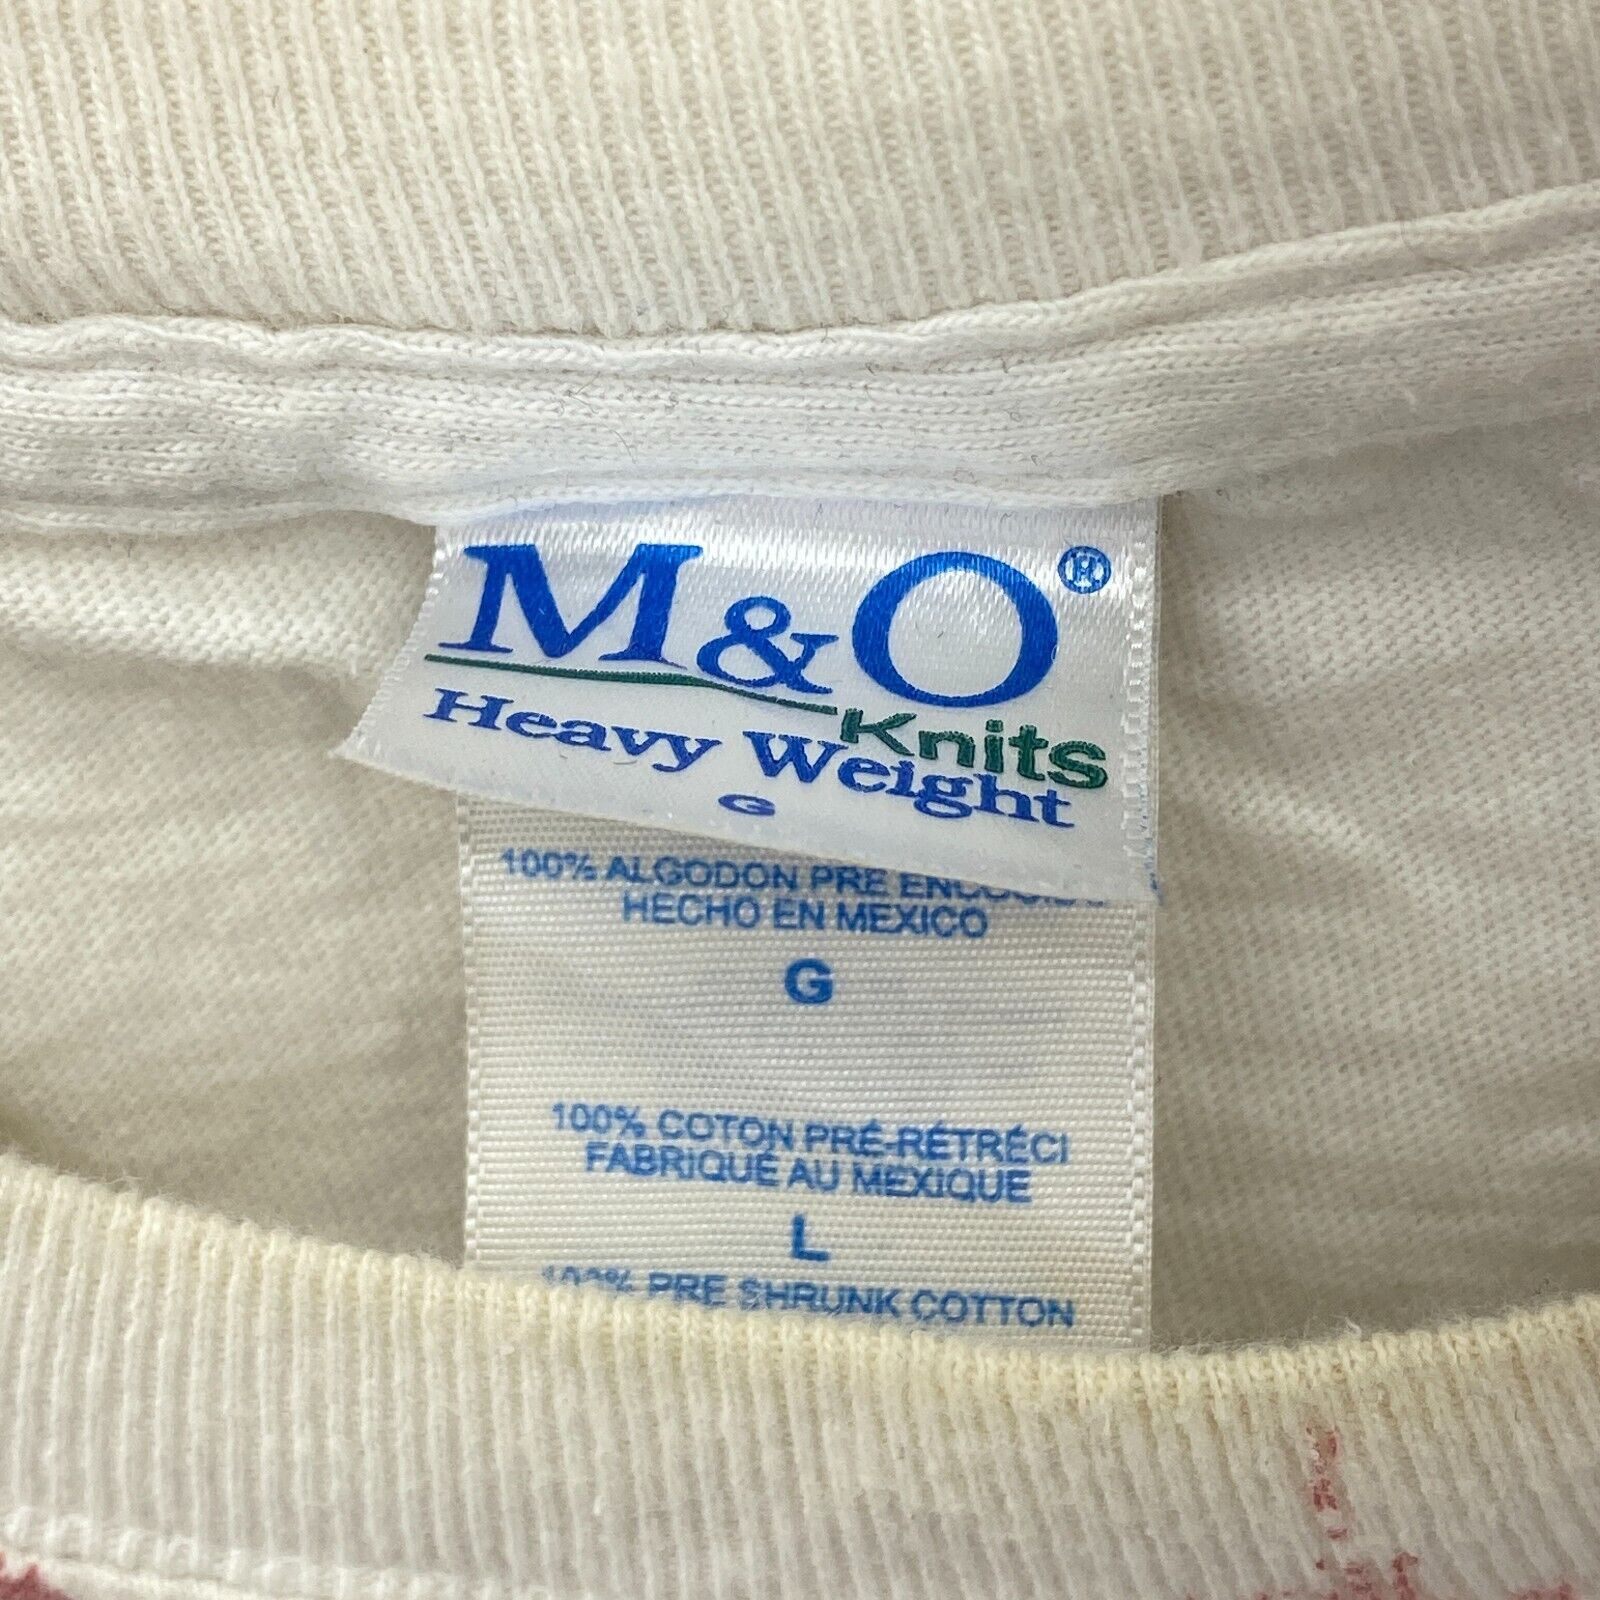 M&O®
Knits
Heavy Weight
G
100% ALGODON PRE
HECHO EN MEXICO
G
100% COTON PRÉ-RÉTRÉCI
FABRIQUÉ AU MEXIQUE
L
100% PRE SHRUNK COTTON